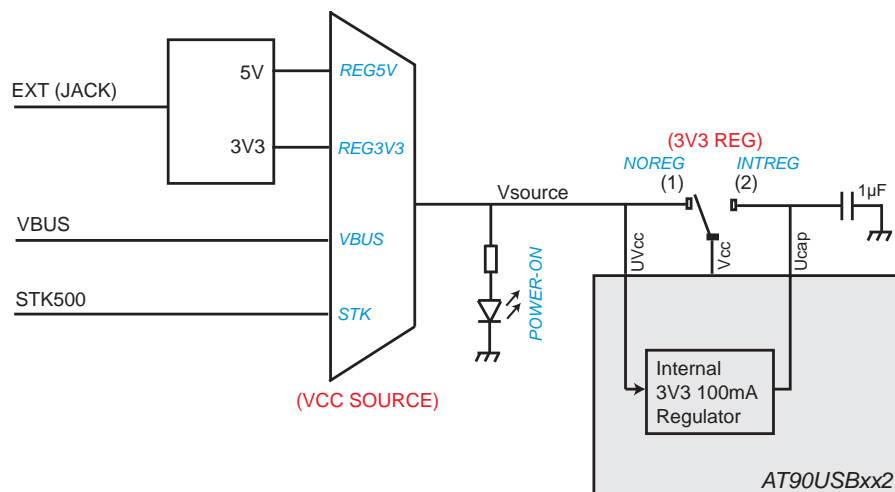 EXT (JACK)
5V
REG5V
3V3
REG3V3
VBUS
VBUS
STK500
STK
(VCC SOURCE)
Vsource
POWER-ON
(3V3 REG)
NOREG
INTREG
(1)
(2)
1µF
UVcc
Vcc
Ucap
Internal
3V3 100mA
Regulator
AT90USBxx2